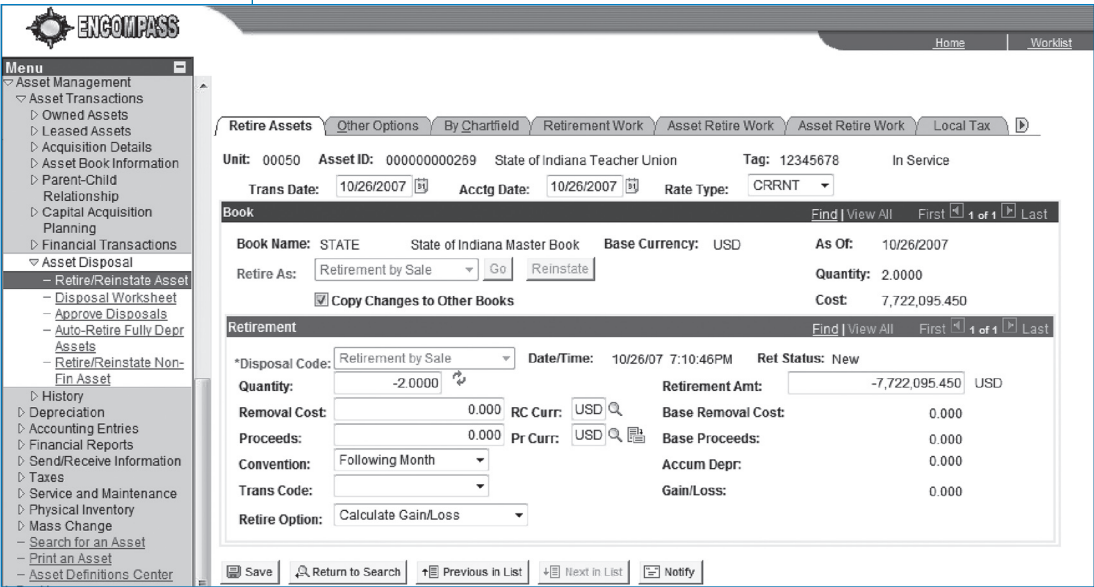 ENCOMPASS
Home Worklist
Menu
Asset Management
Asset Transactions
Owned Assets
Leased Assets
Acquisition Details
Asset Book Information
Parent-Child
Relationship
Capital Acquisition
Planning
Financial Transactions
Asset Disposal
– Retire/Reinstate Asset
– Disposal Worksheet
– Approve Disposals
– Auto-Retire Fully Depr
Assets
– Retire/Reinstate Non-
Fin Asset
History
Depreciation
Accounting Entries
Financial Reports
Send/Receive Information
Taxes
Service and Maintenance
Physical Inventory
Mass Change
– Search for an Asset
– Print an Asset
– Asset Definitions Center
Retire Assets Other Options By Chartfield Retirement Work Asset Retire Work Asset Retire Work Local Tax
Unit: 00050 Asset ID: 000000000269 State of Indiana Teacher Union Tag: 12345678 In Service
Trans Date: 10/26/2007 31 Acctg Date: 10/26/2007 31 Rate Type: CRRNT
Book Find | View All First 1 of 1 Last
Book Name: STATE State of Indiana Master Book Base Currency: USD As Of: 10/26/2007
Retire As: Retirement by Sale Go Reinstate Quantity: 2.0000
Copy Changes to Other Books Cost: 7,722,095.450
Retirement Find | View All First 1 of 1 Last
*Disposal Code: Retirement by Sale Date/Time: 10/26/07 7:10:46PM Ret Status: New
Quantity: -2.0000 Retirement Amt: -7,722,095.450 USD
Removal Cost: 0.000 RC Curr: USD Base Removal Cost: 0.000
Proceeds: 0.000 Pr Curr: USD Base Proceeds: 0.000
Convention: Following Month Accum Depr: 0.000
Trans Code: Gain/Loss: 0.000
Retire Option: Calculate Gain/Loss
Save Return to Search Previous in List Next in List Notify